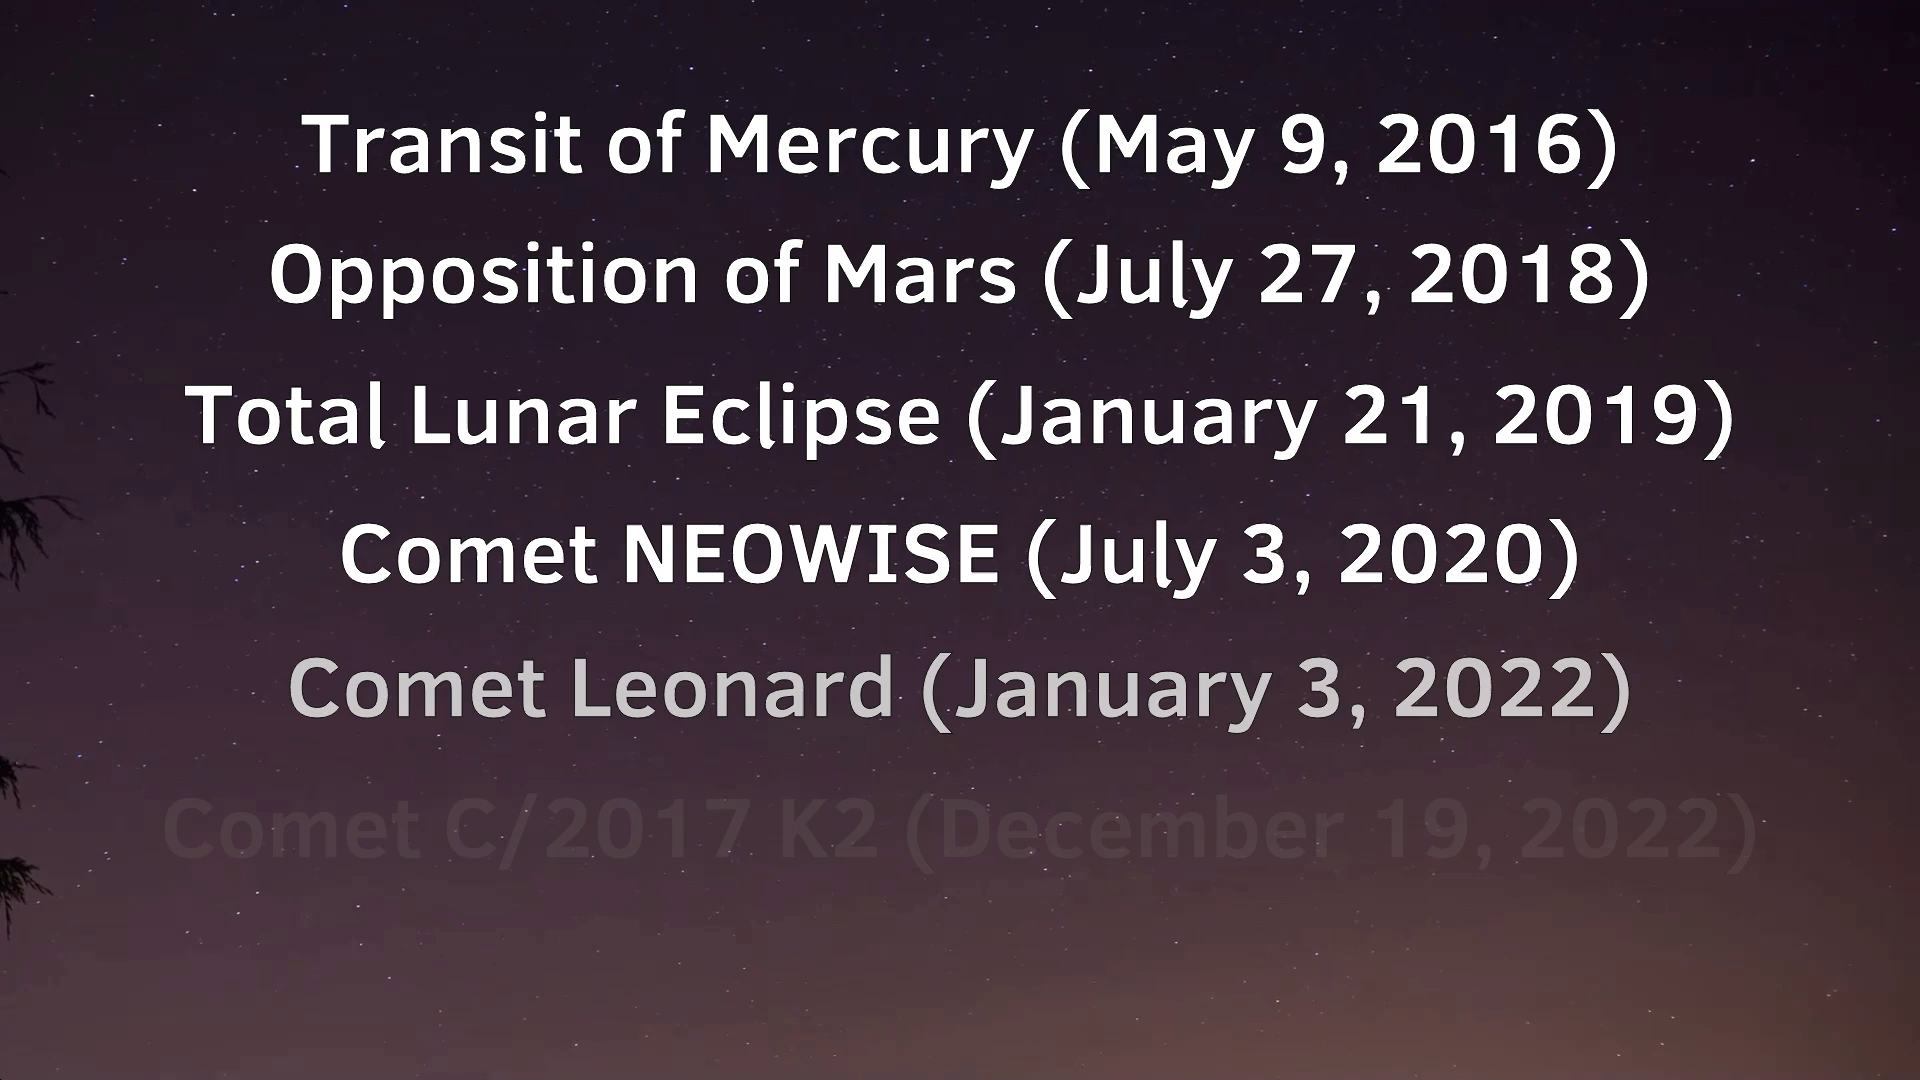 Transit of Mercury (May 9, 2016)
Opposition of Mars (July 27, 2018)
Total Lunar Eclipse (January 21, 2019)
Comet NEOWISE (July 3, 2020)
Comet Leonard (January 3, 2022)
Comet C/2017 K2 (December 19, 2022)